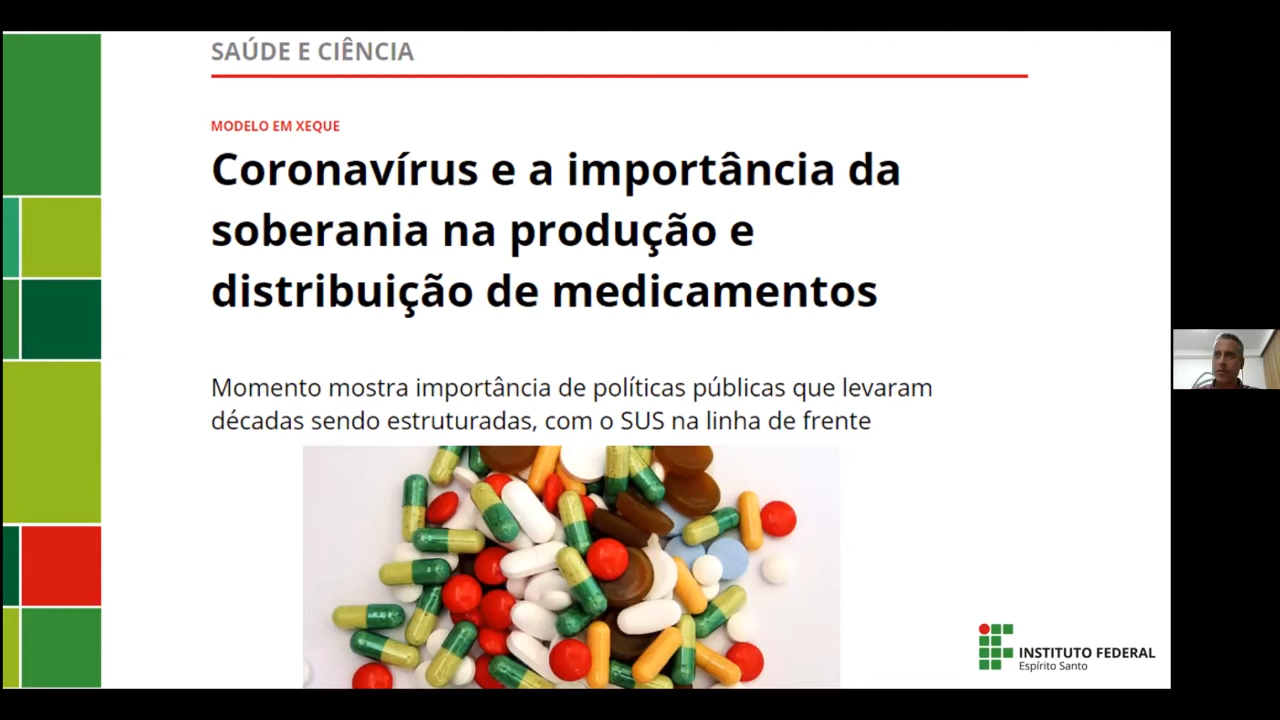 SAÚDE E CIÊNCIA
MODELO EM XEQUE
Coronavírus e a importância da
soberania na produção e
distribuição de medicamentos
Momento mostra importância de políticas públicas que levaram
décadas sendo estruturadas, com o SUS na linha de frente
INSTITUTO FEDERAL
Espírito Santo